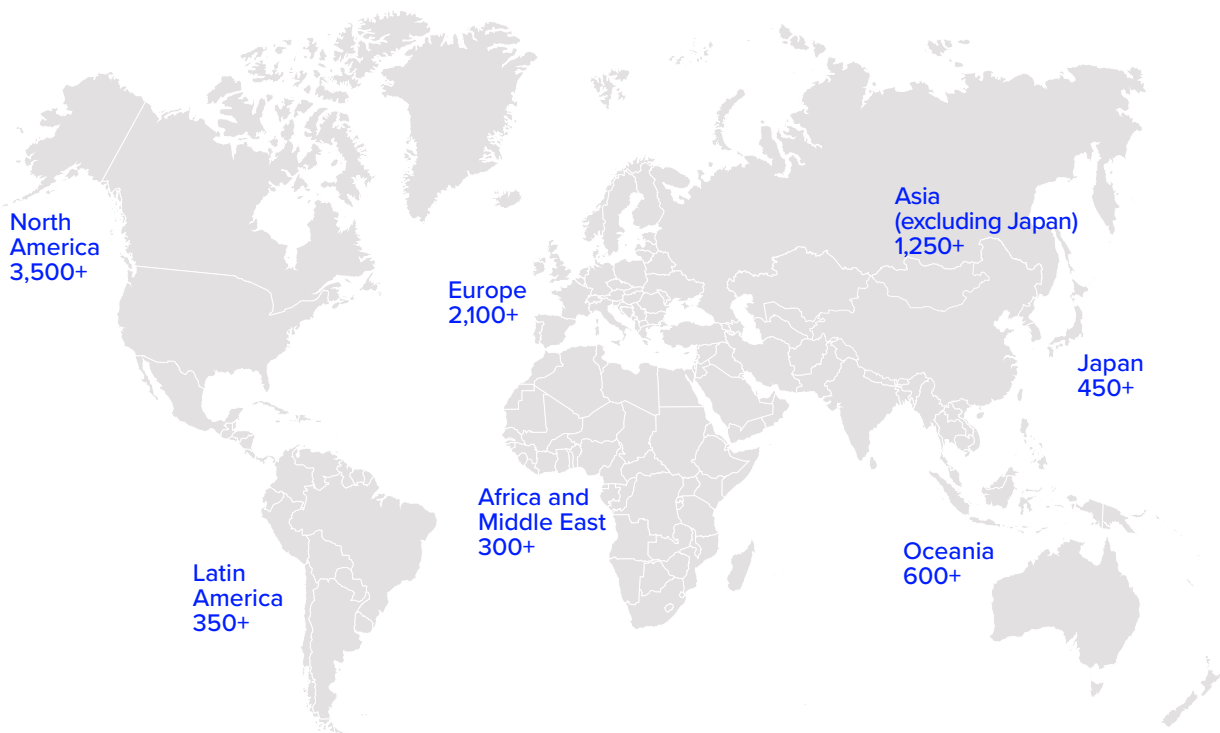 North
America
3,500+
Europe
2,100+
Asia
(excluding Japan)
1,250+
Japan
450+
Africa and
Middle East
300+
Latin
America
350+
Oceania
600+